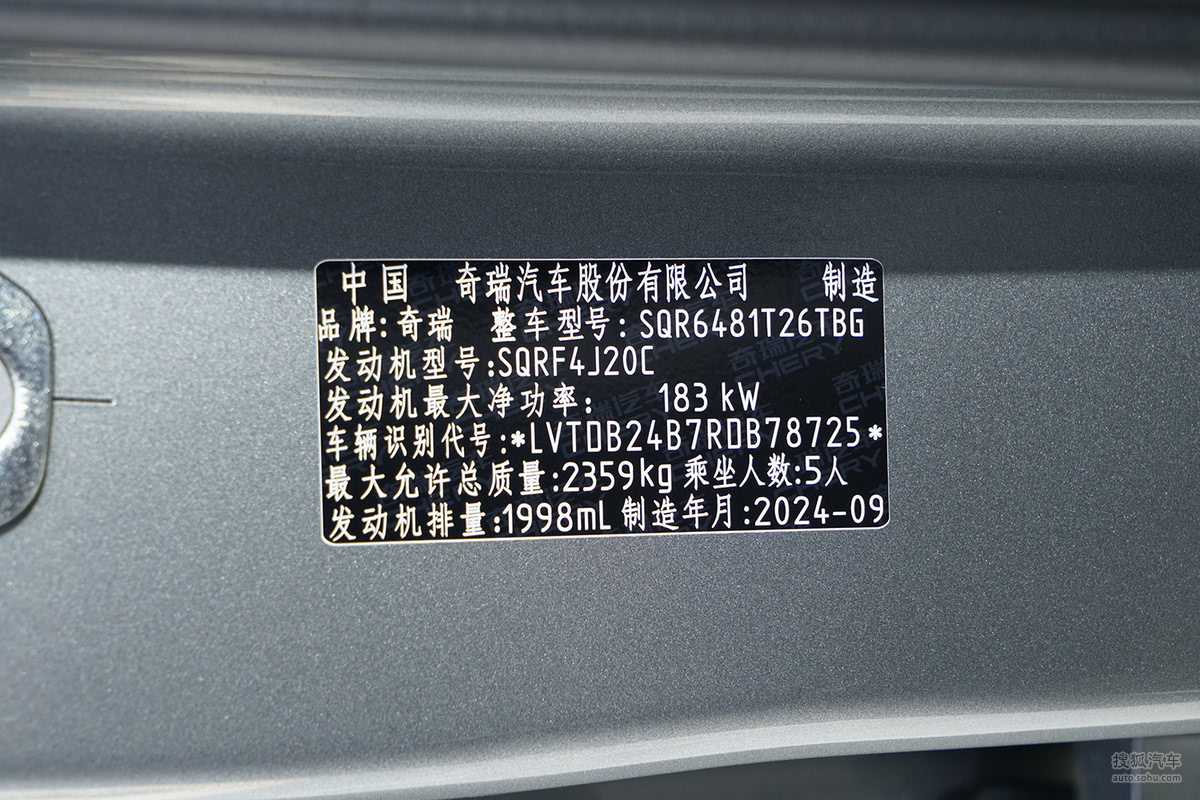 中国 奇瑞汽车股份有限公司 制造
品牌:奇瑞 整车型号:SQR6481T26TBG
发动机型号:SQRF4J20C
发动机最大净功率: 183 kW
车辆识别代号:*LVTDB24B7RDB78725*
最大允许总质量:2359kg 乘坐人数:5人
发动机排量:1998mL 制造年月:2024-09
搜狐汽车
auto.sohu.com